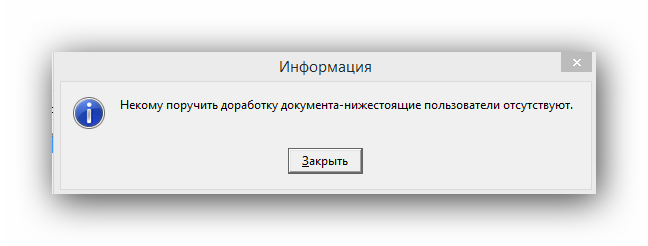 Информация
Некому поручить доработку документа-нижестоящие пользователи отсутствуют.
Закрыть